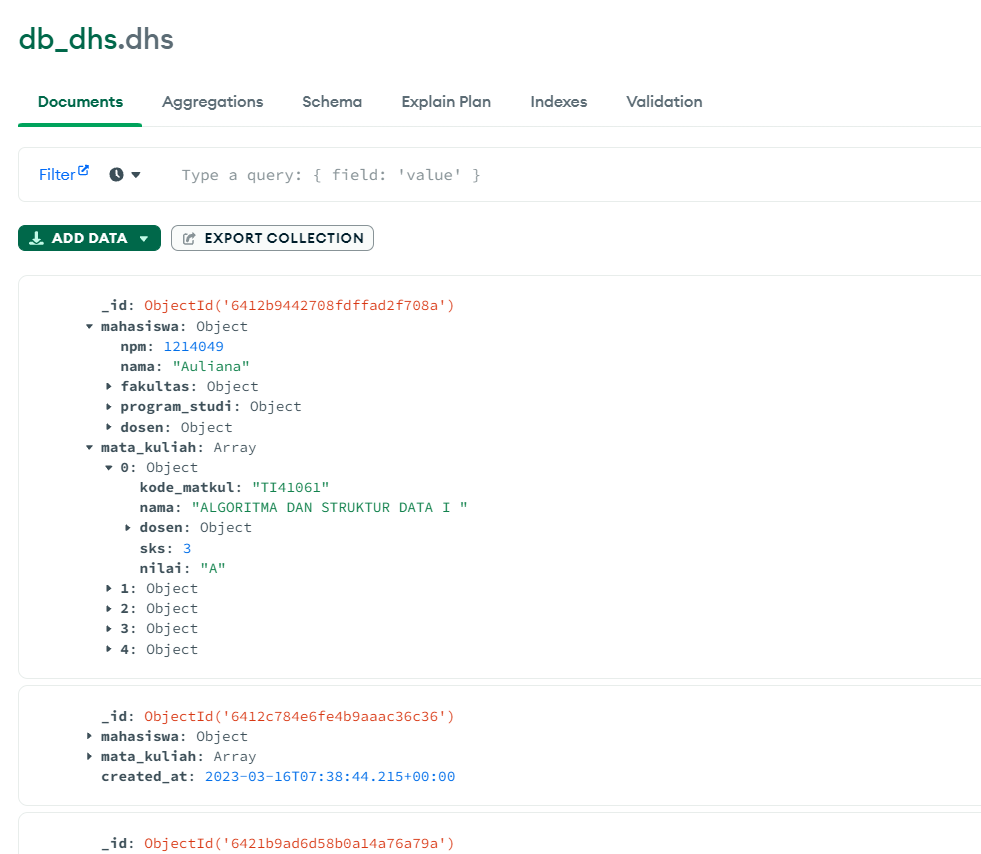 db_dhs.dhs
Documents Aggregations Schema Explain Plan Indexes Validation
Filter Type a query: { field: 'value' }
ADD DATA EXPORT COLLECTION
_id: ObjectId('6412b9442708fdffad2f708a')
mahasiswa: Object
npm: 1214049
nama: "Auliana"
fakultas: Object
program_studi: Object
dosen: Object
mata_kuliah: Array
0: Object
kode_matkul: "TI41061"
nama: "ALGORITMA DAN STRUKTUR DATA I "
dosen: Object
sks: 3
nilai: "A"
1: Object
2: Object
3: Object
4: Object
_id: ObjectId('6412c784e6fe4b9aaac36c36')
mahasiswa: Object
mata_kuliah: Array
created_at: 2023-03-16T07:38:44.215+00:00
_id: ObjectId('6421b9ad6d58b0a14a76a79a')